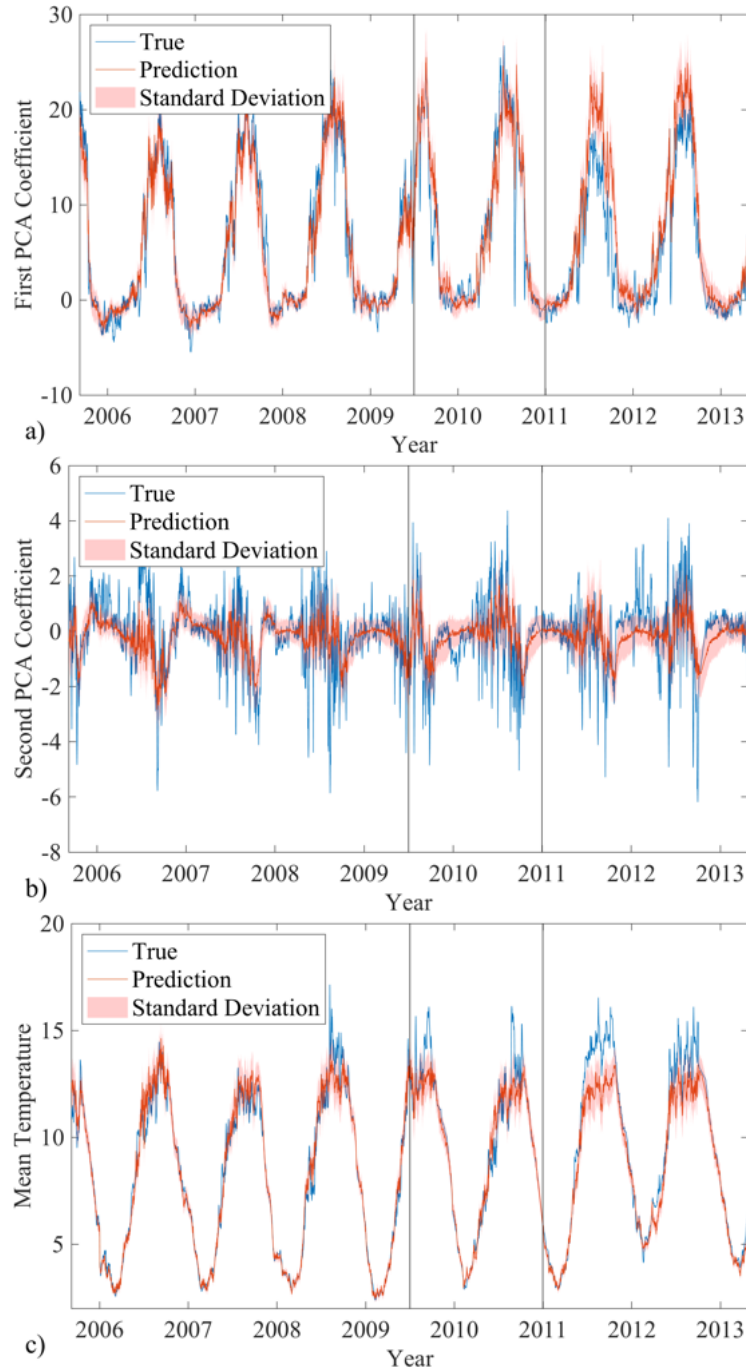 30
True
Prediction
Standard Deviation
20
10
0
-10
First PCA Coefficient
2006 2007 2008 2009 2010 2011 2012 2013
Year
a)
6
True
Prediction
Standard Deviation
4
2
0
-2
-4
-6
-8
Second PCA Coefficient
2006 2007 2008 2009 2010 2011 2012 2013
Year
b)
20
True
Prediction
Standard Deviation
15
10
5
Mean Temperature
2006 2007 2008 2009 2010 2011 2012 2013
Year
c)